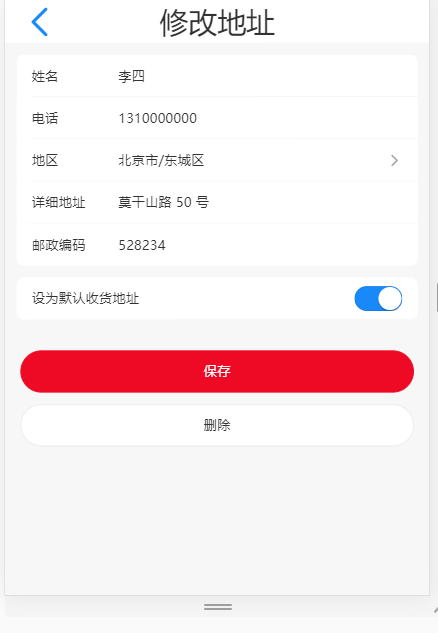 修改地址
姓名 李四
电话 1310000000
地区 北京市/东城区
详细地址 莫干山路 50 号
邮政编码 528234
设为默认收货地址
保存
删除